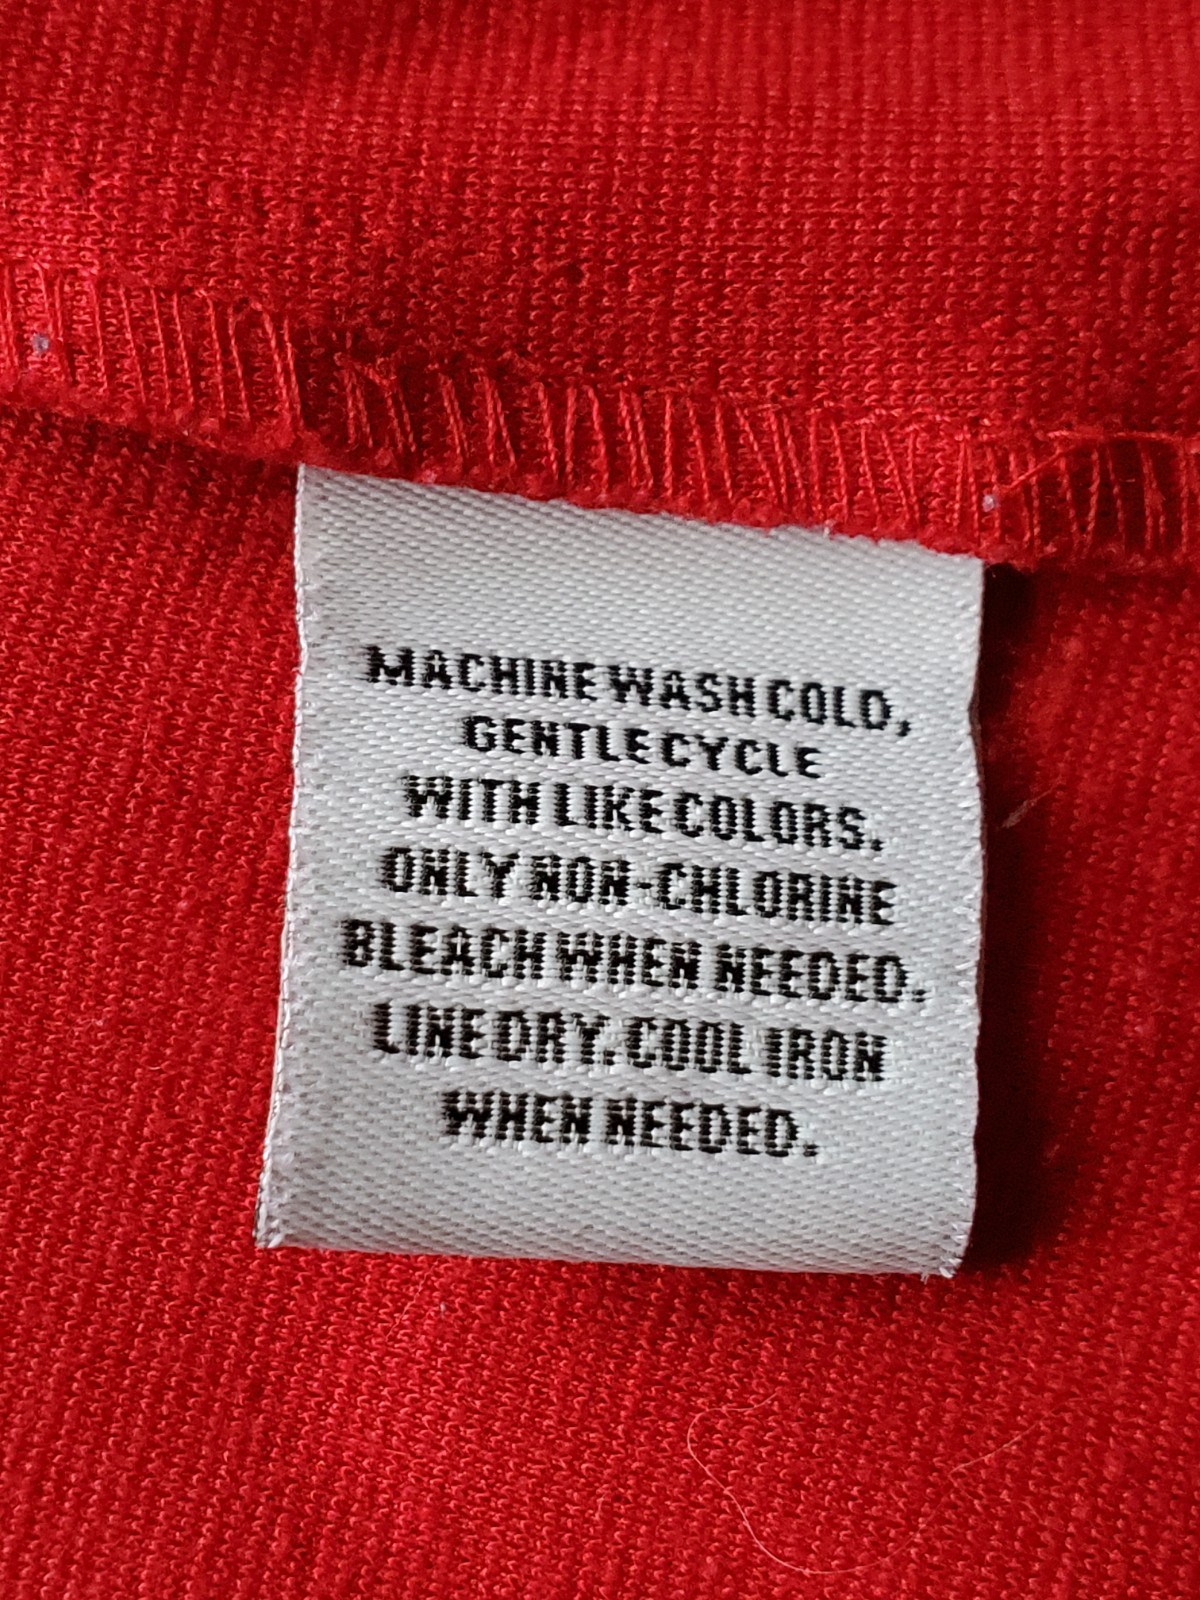 MACHINE WASH COLD,
GENTLE CYCLE
WITH LIKE COLORS.
ONLY NON-CHLORINE
BLEACH WHEN NEEDED.
LINE DRY. COOL IRON
WHEN NEEDED.